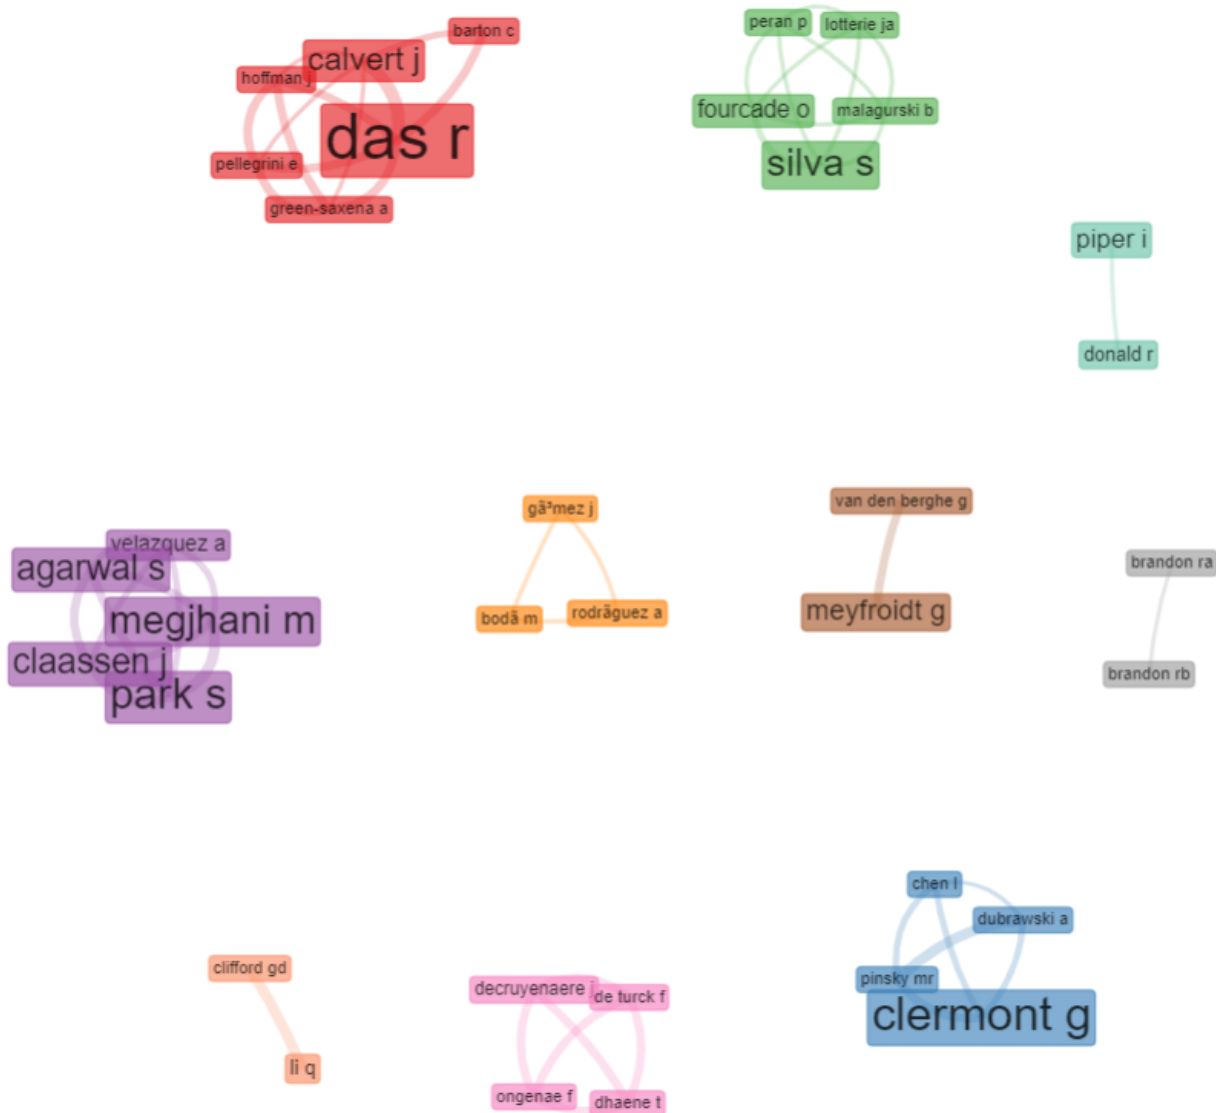 peran p
lotterie ja
barton c
calvert j
hoffman j
fourcade o
malagurski b
das r
silva s
pellegrini e
green-saxena a
piper i
donald r
van den berghe g
gã³mez j
velazquez a
agarwal s
brandon ra
meyfroidt g
rodrãguez a
bodã m
megjhani m
claassen j
brandon rb
park s
chen l
dubrawski a
clifford gd
pinsky mr
decruyenaere j
de turck f
clermont g
li q
ongenae f
dhaene t